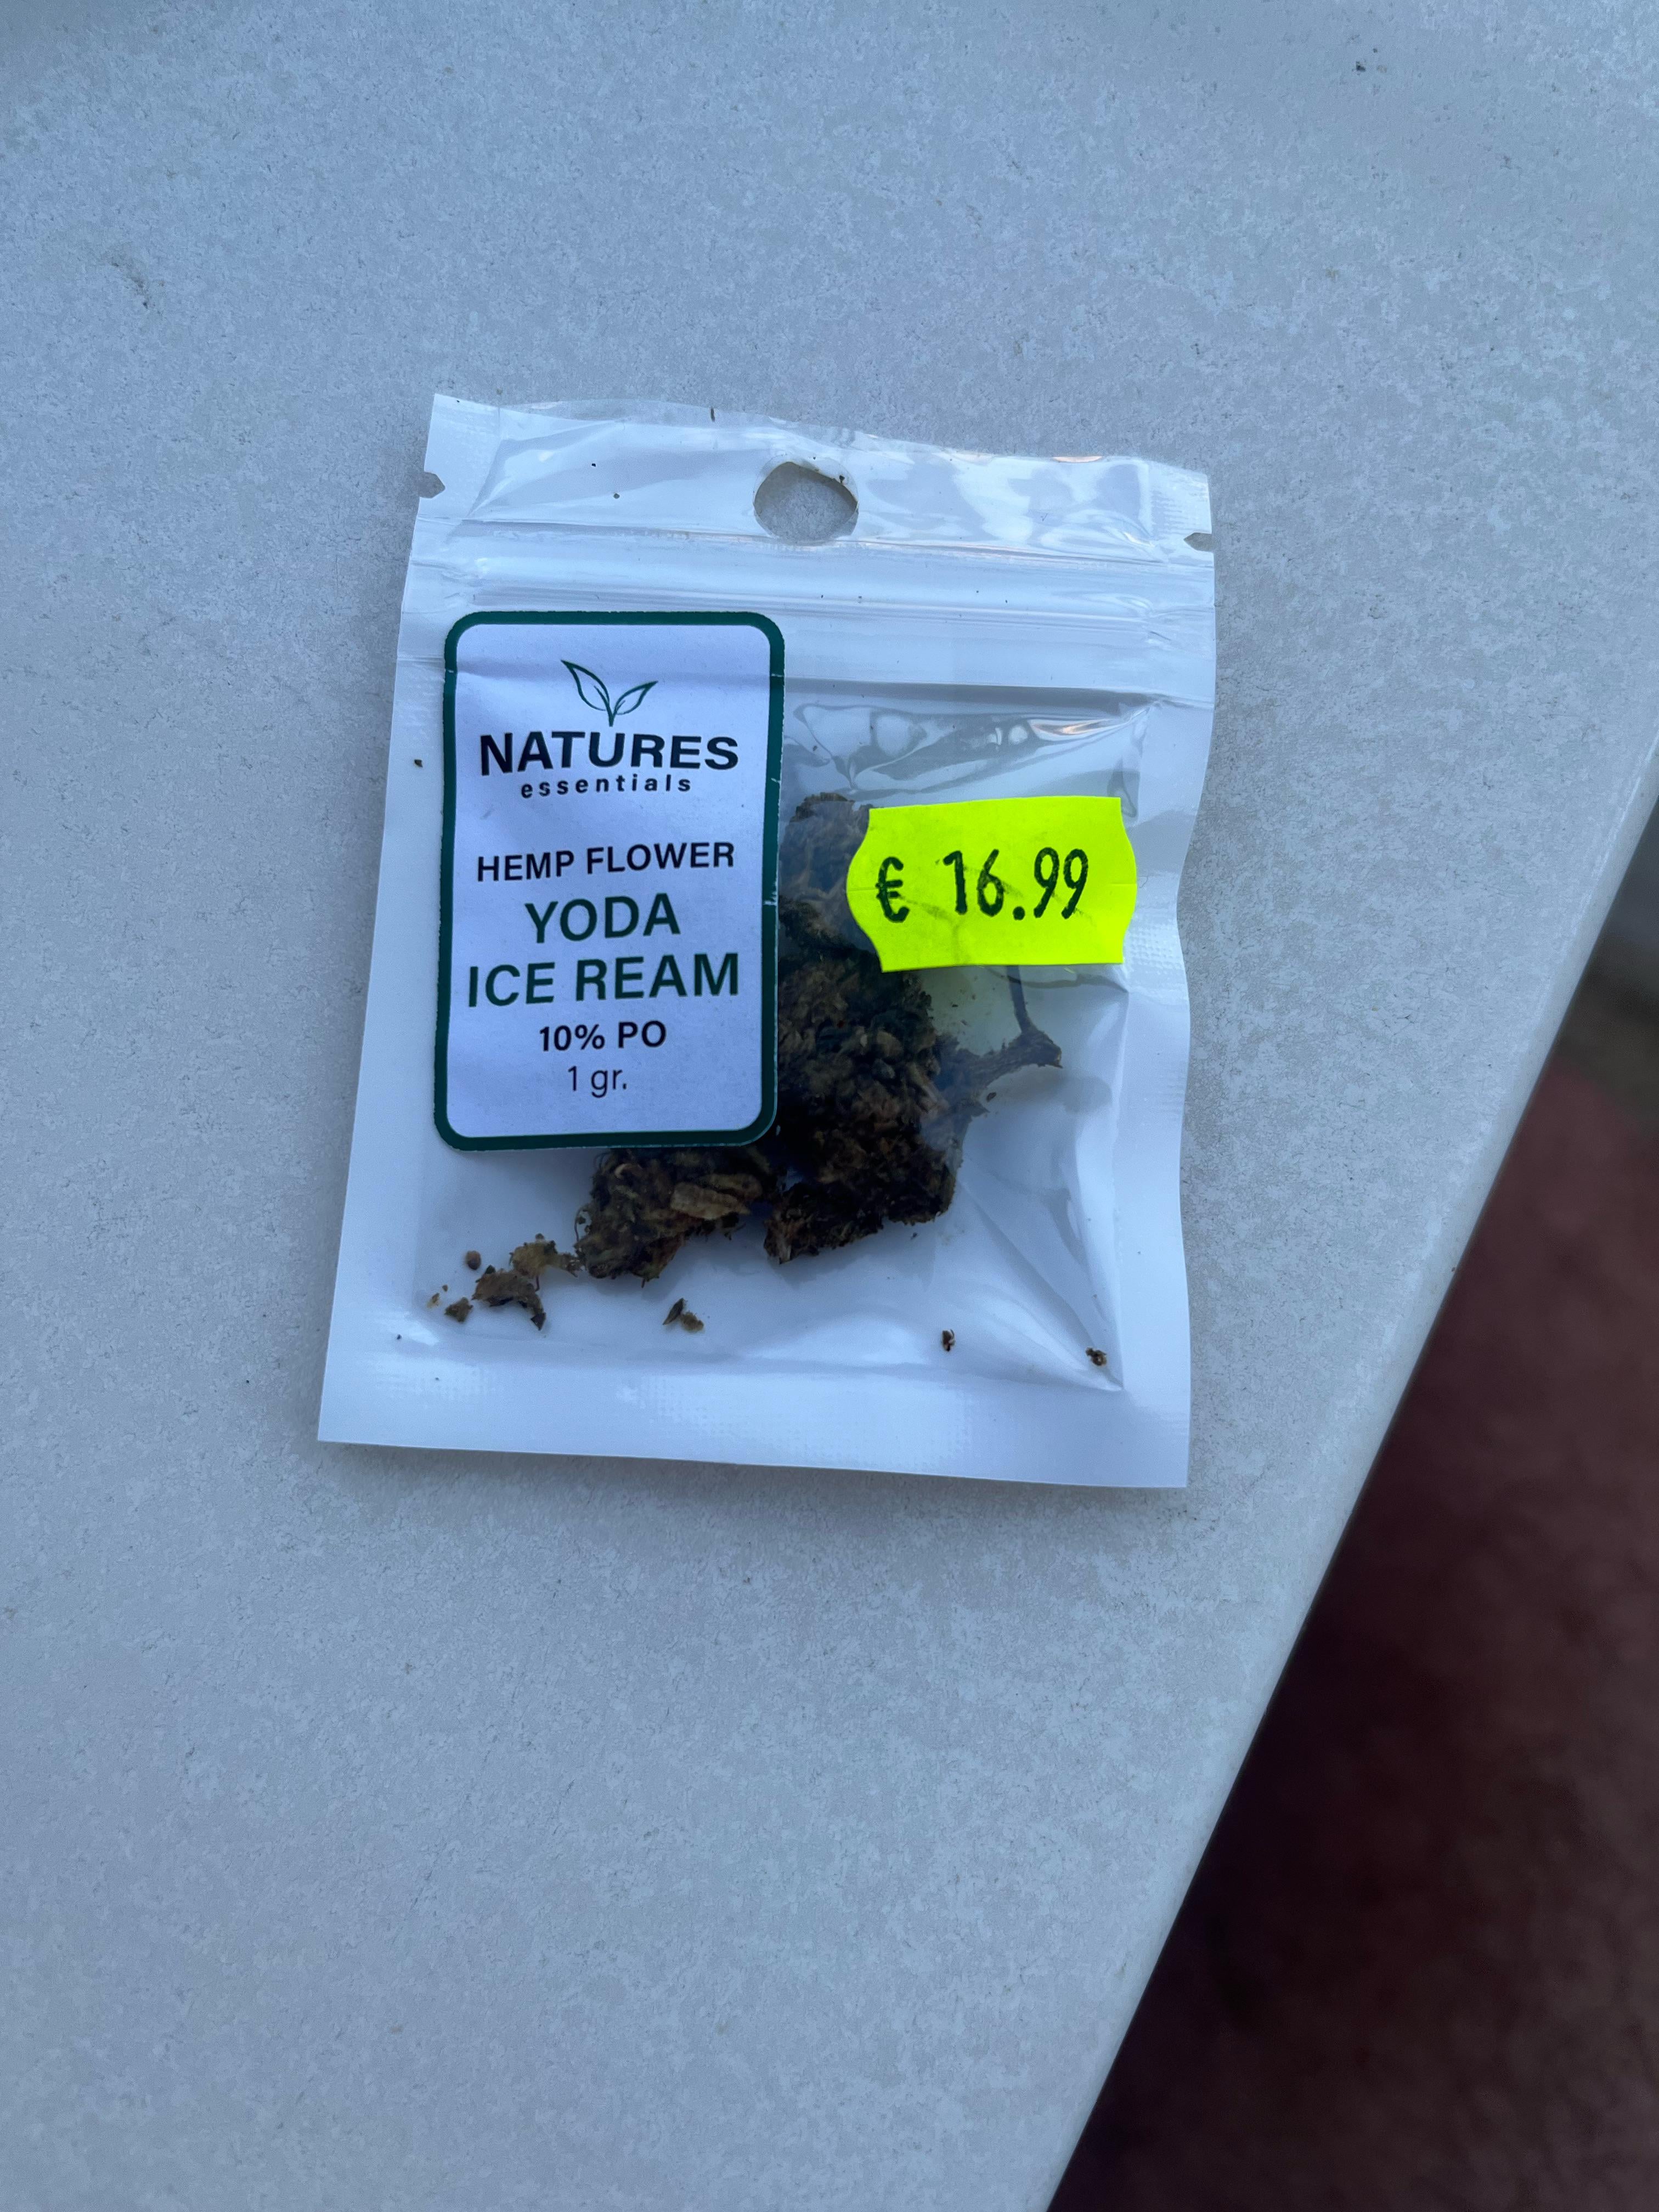 NATURES
essentials
HEMP FLOWER
YODA
ICE REAM
10% PO
1 gr.
€ 16.99